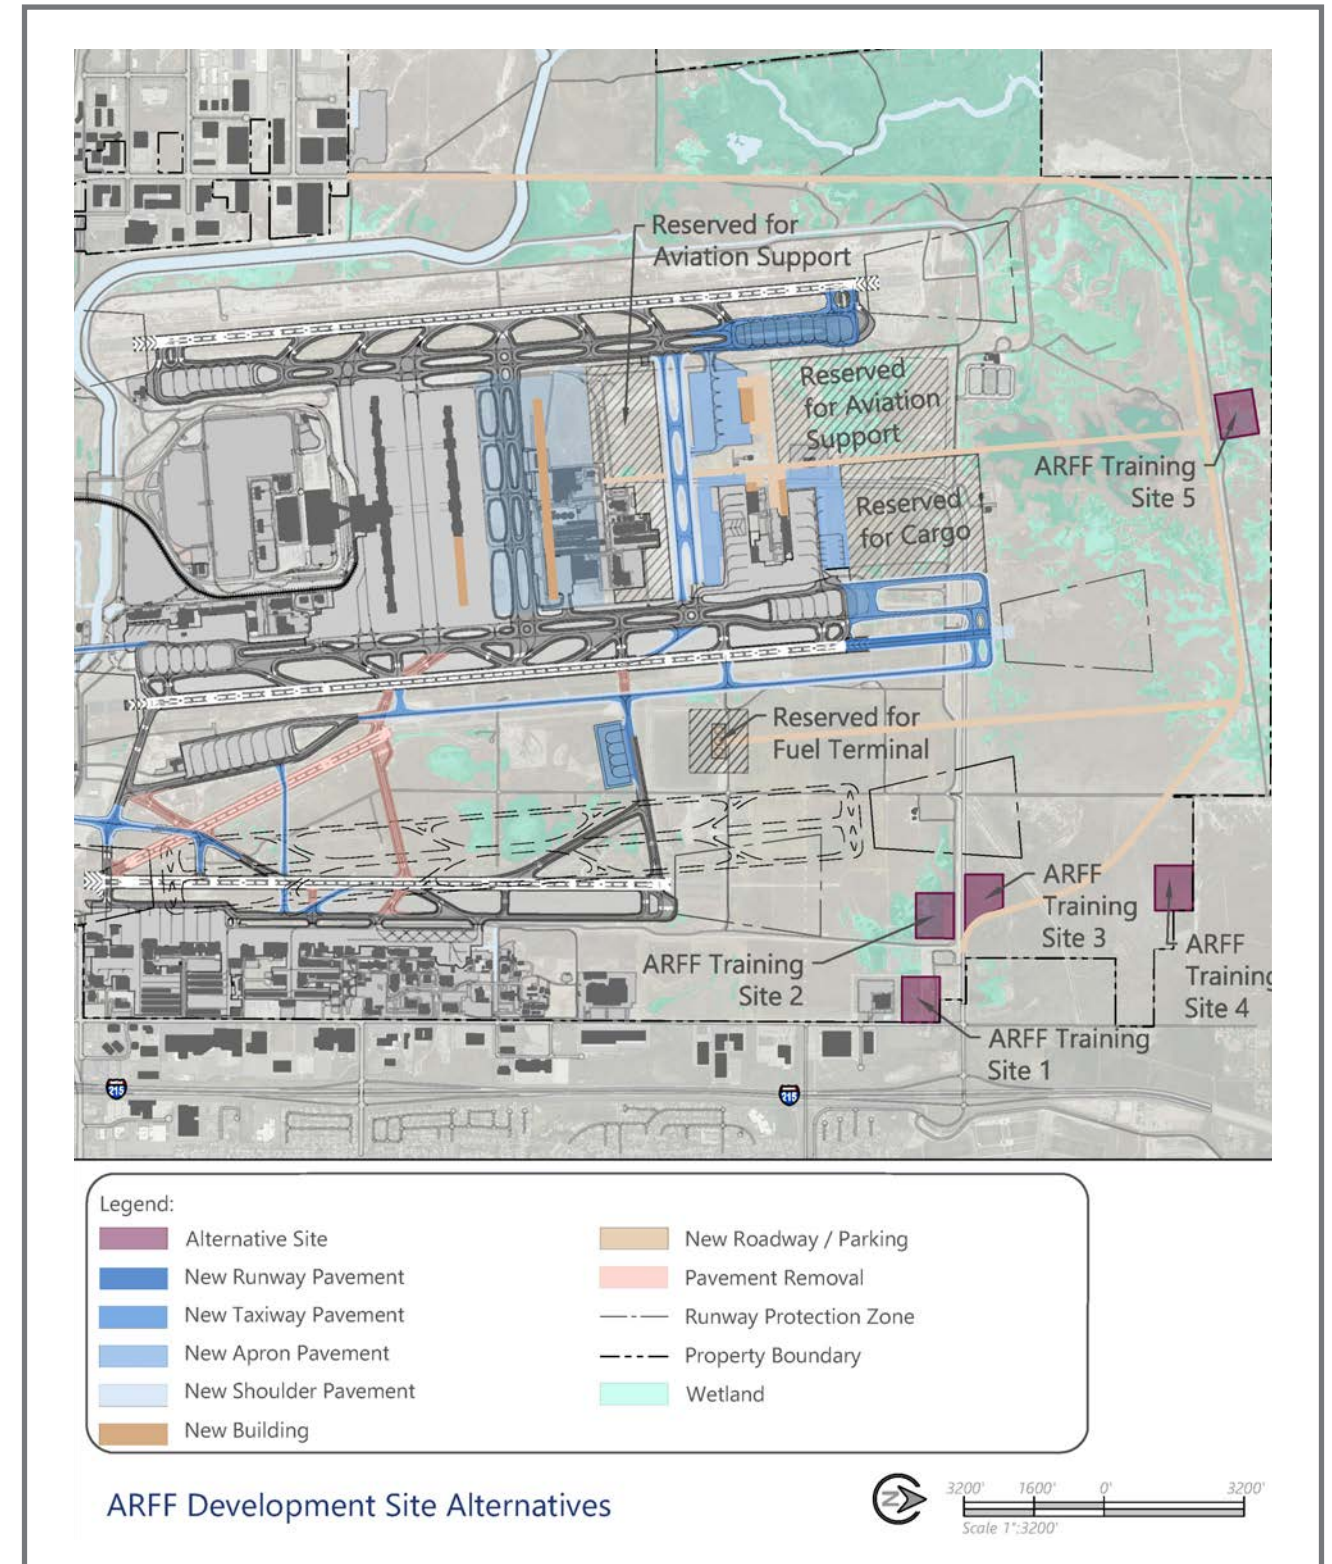 Reserved for
Aviation Support
Reserved
for Aviation
Support
ARFF Training
Site 5
Reserved
for Cargo
Reserved for
Fuel Terminal
ARFF
Training
Site 3
ARFF Training
Site 2
ARFF
Training
Site 4
ARFF Training
Site 1
215
215
Legend:
Alternative Site
New Runway Pavement
New Taxiway Pavement
New Apron Pavement
New Shoulder Pavement
New Building
New Roadway / Parking
Pavement Removal
Runway Protection Zone
Property Boundary
Wetland
ARFF Development Site Alternatives
N
3200' 1600' 0' 3200'
Scale 1":3200'